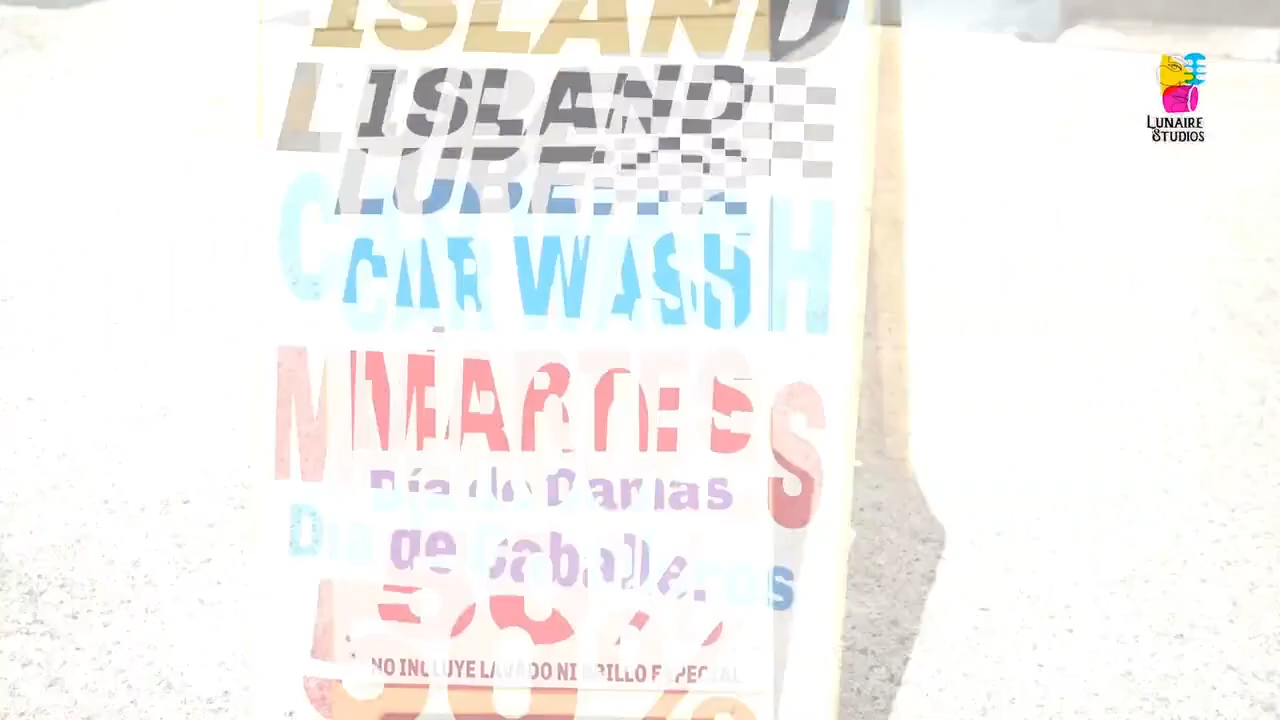 ISLAND
ISLAND
LUBE
CAR WASH
MARTES
Día de Damas
Día de Caballeros
50%
NO INCLUYE LAVADO NI BRILLO ESPECIAL
LUNAIRE
STUDIOS